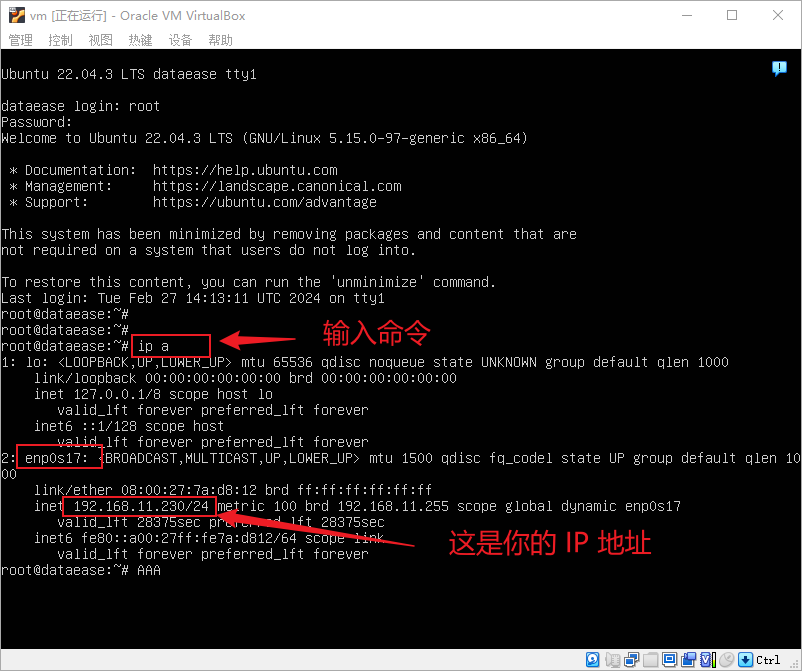 vm [正在运行] - Oracle VM VirtualBox
管理 控制 视图 热键 设备 帮助
Ubuntu 22.04.3 LTS dataease tty1
dataease login: root
Password:
Welcome to Ubuntu 22.04.3 LTS (GNU/Linux 5.15.0-97-generic x86_64)
* Documentation:  https://help.ubuntu.com
* Management:     https://landscape.canonical.com
* Support:        https://ubuntu.com/advantage
This system has been minimized by removing packages and content that are
not required on a system that users do not log into.
To restore this content, you can run the 'unminimize' command.
Last login: Tue Feb 27 14:13:11 UTC 2024 on tty1
root@dataease:~#
root@dataease:~#
root@dataease:~# ip a
输入命令
1: lo: <LOOPBACK,UP,LOWER_UP> mtu 65536 qdisc noqueue state UNKNOWN group default qlen 1000
link/loopback 00:00:00:00:00:00 brd 00:00:00:00:00:00
inet 127.0.0.1/8 scope host lo
valid_lft forever preferred_lft forever
inet6 ::1/128 scope host
valid_lft forever preferred_lft forever
2: enp0s17: <BROADCAST,MULTICAST,UP,LOWER_UP> mtu 1500 qdisc fq_codel state UP group default qlen 10
00
link/ether 08:00:27:7a:d8:12 brd ff:ff:ff:ff:ff:ff
inet 192.168.11.230/24 metric 100 brd 192.168.11.255 scope global dynamic enp0s17
valid_lft 28375sec preferred_lft 28375sec
inet6 fe80::a00:27ff:fe7a:d812/64 scope link
valid_lft forever preferred_lft forever
这是你的 IP 地址
root@dataease:~# AAA
Ctrl